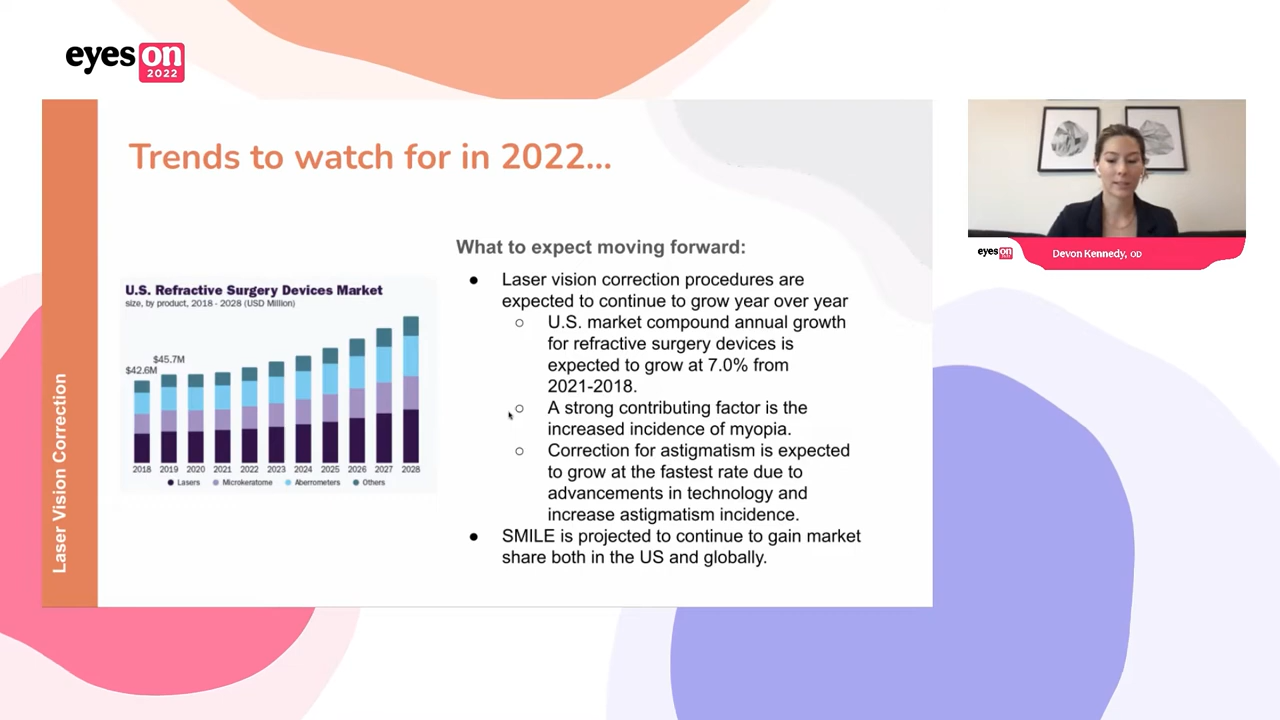 eyes on
2022
Trends to watch for in 2022...
What to expect moving forward:
● Laser vision correction procedures are
expected to continue to grow year over year
○ U.S. market compound annual growth
for refractive surgery devices is
expected to grow at 7.0% from
2021-2018.
○ A strong contributing factor is the
increased incidence of myopia.
○ Correction for astigmatism is expected
to grow at the fastest rate due to
advancements in technology and
increase astigmatism incidence.
● SMILE is projected to continue to gain market
share both in the US and globally.
U.S. Refractive Surgery Devices Market
size, by product, 2018 - 2028 (USD Million)
$45.7M
$42.6M
2018 2019 2020 2021 2022 2023 2024 2025 2026 2027 2028
Lasers Microkeratome Aberrometers Others
Laser Vision Correction
eyes on
Devon Kennedy, OD